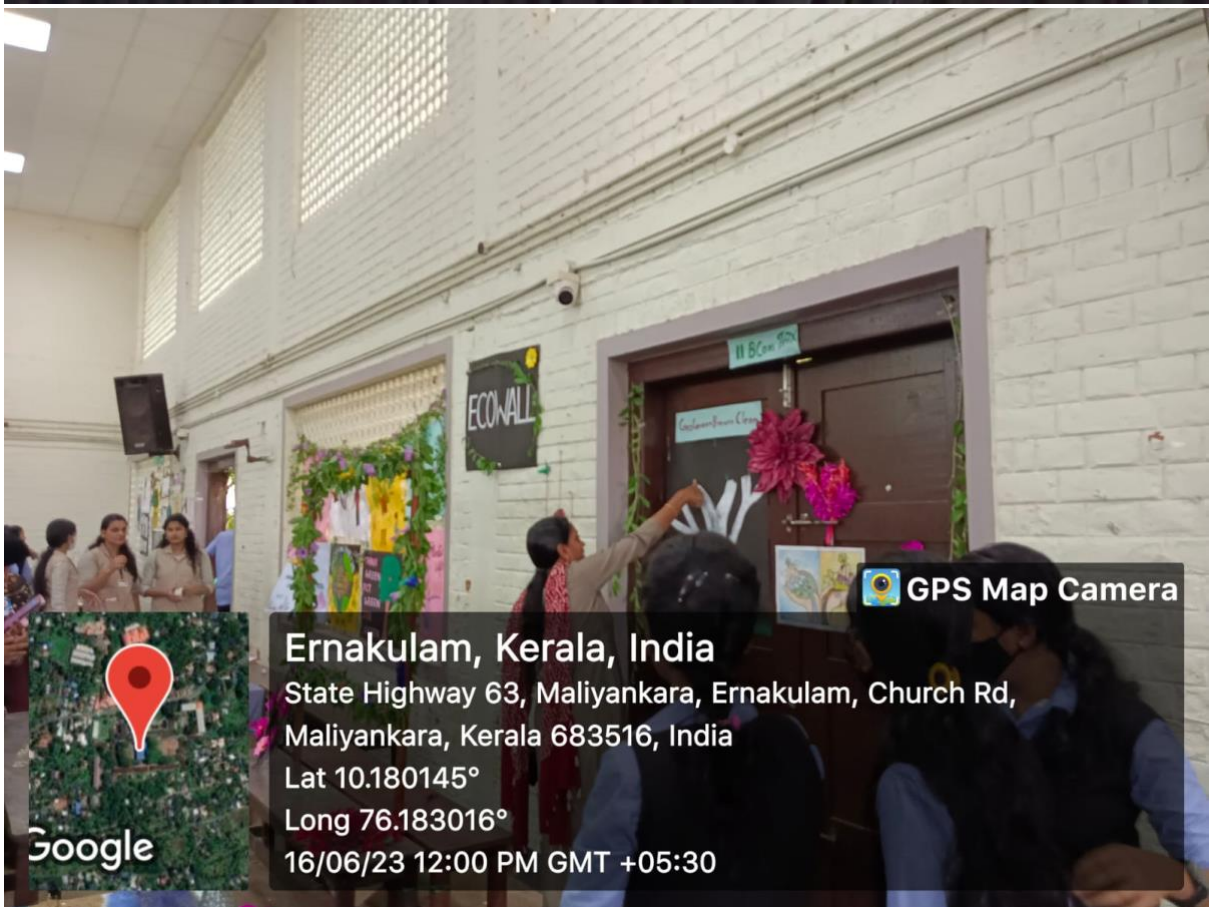 II BCom
ECOWALL
GPS Map Camera
Ernakulam, Kerala, India
State Highway 63, Maliyankara, Ernakulam, Church Rd,
Maliyankara, Kerala 683516, India
Lat 10.180145°
Long 76.183016°
16/06/23 12:00 PM GMT +05:30
Google